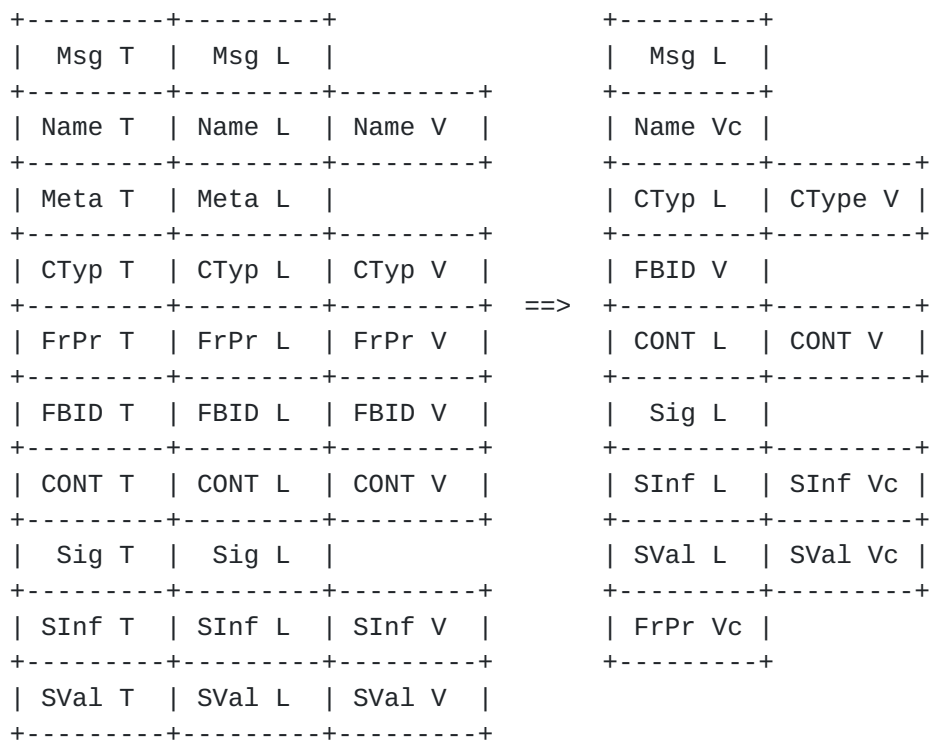 +---------+---------+                 +---------+
|  Msg T  |  Msg L  |                 |  Msg L  |
+---------+---------+---------+       +---------+
| Name T  | Name L  | Name V  |       | Name Vc |
+---------+---------+---------+       +---------+---------+
| Meta T  | Meta L  |                 | CTyp L  | CType V |
+---------+---------+---------+       +---------+---------+
| CTyp T  | CTyp L  | CTyp V  |       | FBID V  |
+---------+---------+---------+  ==>  +---------+---------+
| FrPr T  | FrPr L  | FrPr V  |       | CONT L  | CONT V  |
+---------+---------+---------+       +---------+---------+
| FBID T  | FBID L  | FBID V  |       |  Sig L  |
+---------+---------+---------+       +---------+---------+
| CONT T  | CONT L  | CONT V  |       | SInf L  | SInf Vc |
+---------+---------+---------+       +---------+---------+
|  Sig T  |  Sig L  |                 | SVal L  | SVal Vc |
+---------+---------+---------+       +---------+---------+
| SInf T  | SInf L  | SInf V  |       | FrPr Vc |
+---------+---------+---------+       +---------+
| SVal T  | SVal L  | SVal V  |
+---------+---------+---------+